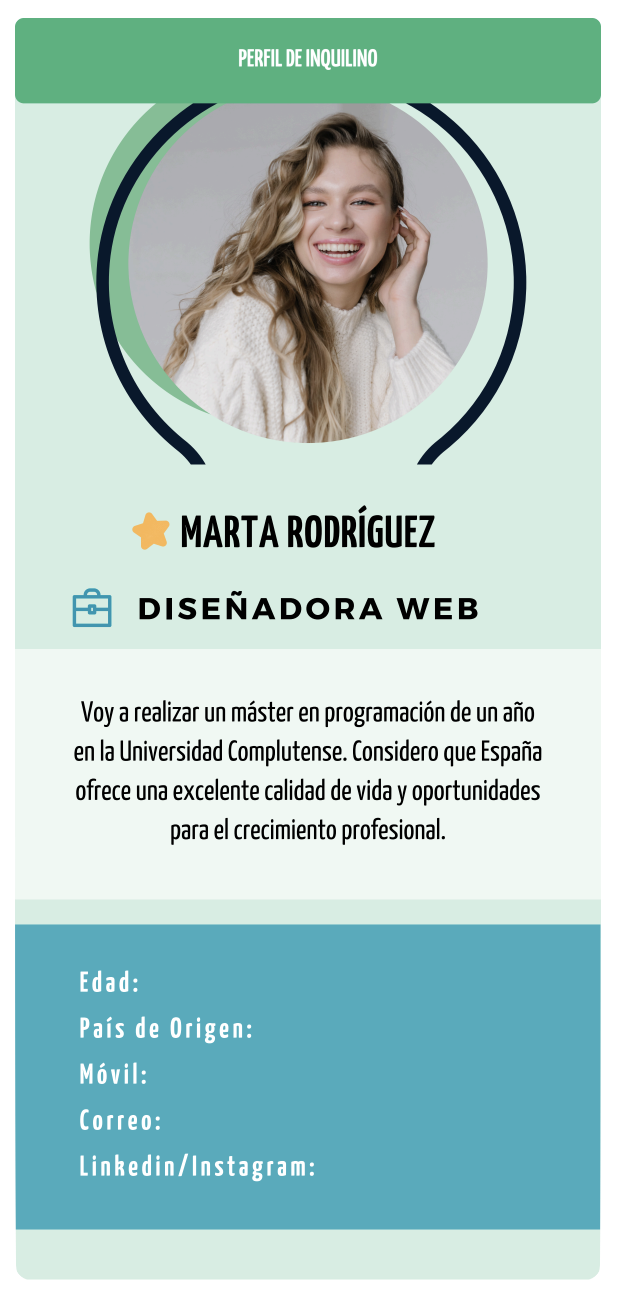 PERFIL DE INQUILINO
MARTA RODRÍGUEZ
DISEÑADORA WEB
Voy a realizar un máster en programación de un año
en la Universidad Complutense. Considero que España
ofrece una excelente calidad de vida y oportunidades
para el crecimiento profesional.
Edad:
País de Origen:
Móvil:
Correo:
Linkedin/Instagram: